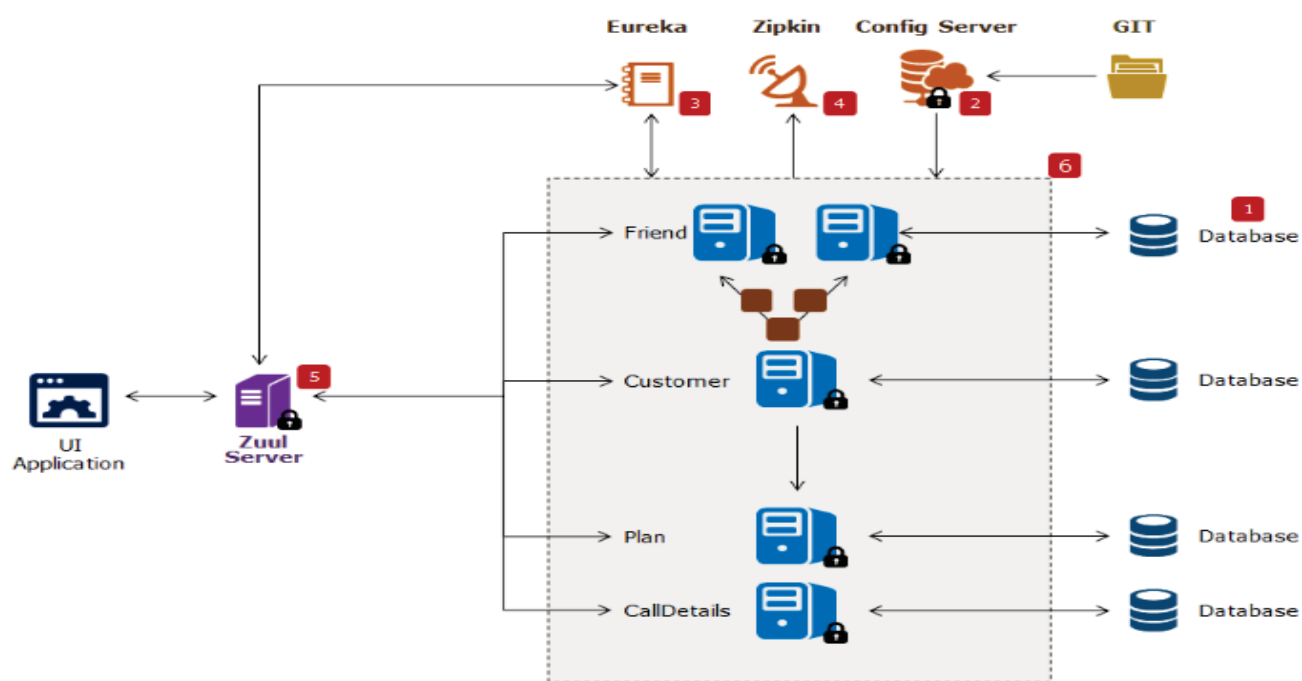 Eureka
Zipkin
Config Server
GIT
3
4
2
6
1
Friend
Database
5
Customer
Database
UI
Application
Zuul
Server
Plan
Database
CallDetails
Database